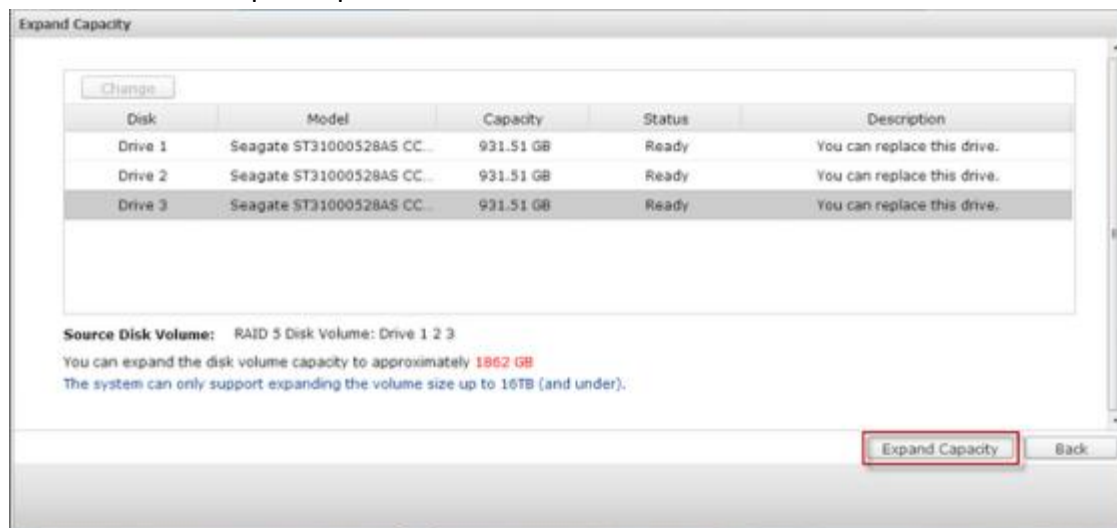 Expand Capacity
Change
Disk Model Capacity Status Description
Drive 1 Seagate ST31000528AS CC... 931.51 GB Ready You can replace this drive.
Drive 2 Seagate ST31000528AS CC... 931.51 GB Ready You can replace this drive.
Drive 3 Seagate ST31000528AS CC... 931.51 GB Ready You can replace this drive.
Source Disk Volume: RAID 5 Disk Volume: Drive 1 2 3
You can expand the disk volume capacity to approximately 1862 GB
The system can only support expanding the volume size up to 16TB (and under).
Expand Capacity Back